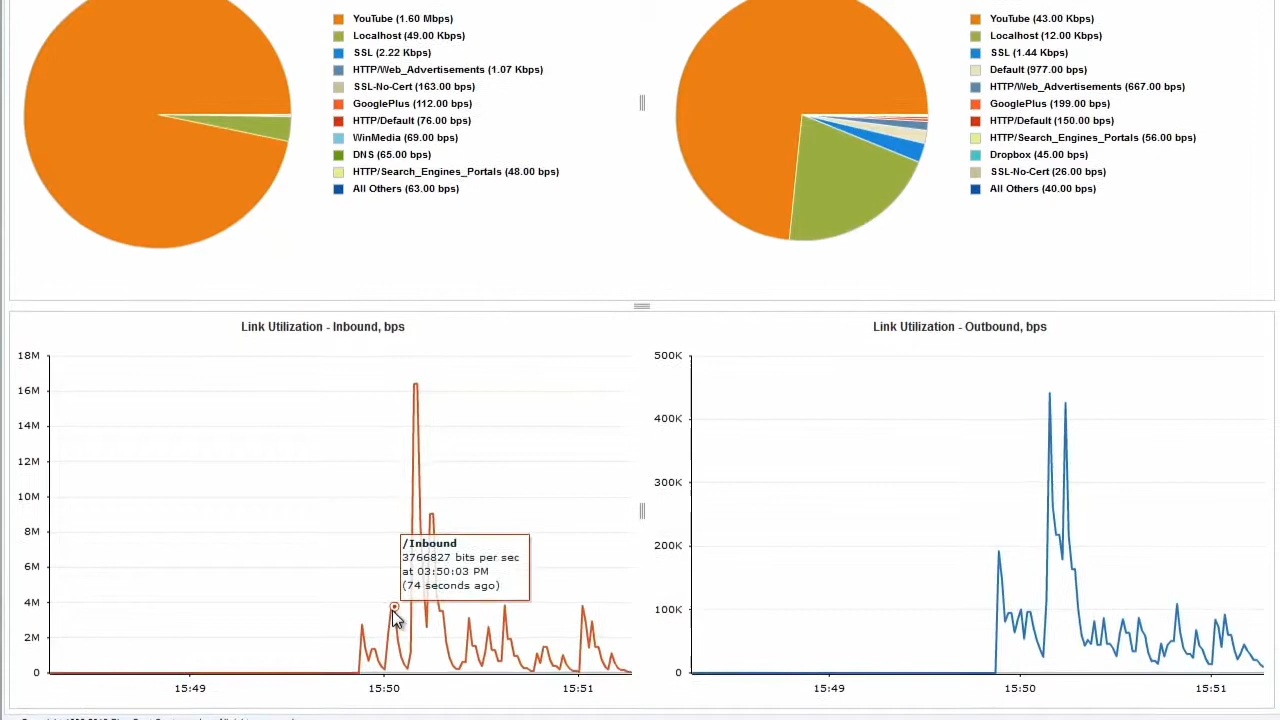 YouTube (1.60 Mbps)
Localhost (49.00 Kbps)
SSL (2.22 Kbps)
HTTP/Web_Advertisements (1.07 Kbps)
SSL-No-Cert (163.00 bps)
GooglePlus (112.00 bps)
HTTP/Default (76.00 bps)
WinMedia (69.00 bps)
DNS (65.00 bps)
HTTP/Search_Engines_Portals (48.00 bps)
All Others (63.00 bps)
YouTube (43.00 Kbps)
Localhost (12.00 Kbps)
SSL (1.44 Kbps)
Default (977.00 bps)
HTTP/Web_Advertisements (667.00 bps)
GooglePlus (199.00 bps)
HTTP/Default (150.00 bps)
HTTP/Search_Engines_Portals (56.00 bps)
Dropbox (45.00 bps)
SSL-No-Cert (26.00 bps)
All Others (40.00 bps)
Link Utilization - Inbound, bps
18M
16M
14M
12M
10M
8M
6M
4M
2M
0
/Inbound
3766827 bits per sec
at 03:50:03 PM
(74 seconds ago)
15:49
15:50
15:51
Link Utilization - Outbound, bps
500K
400K
300K
200K
100K
0
15:49
15:50
15:51